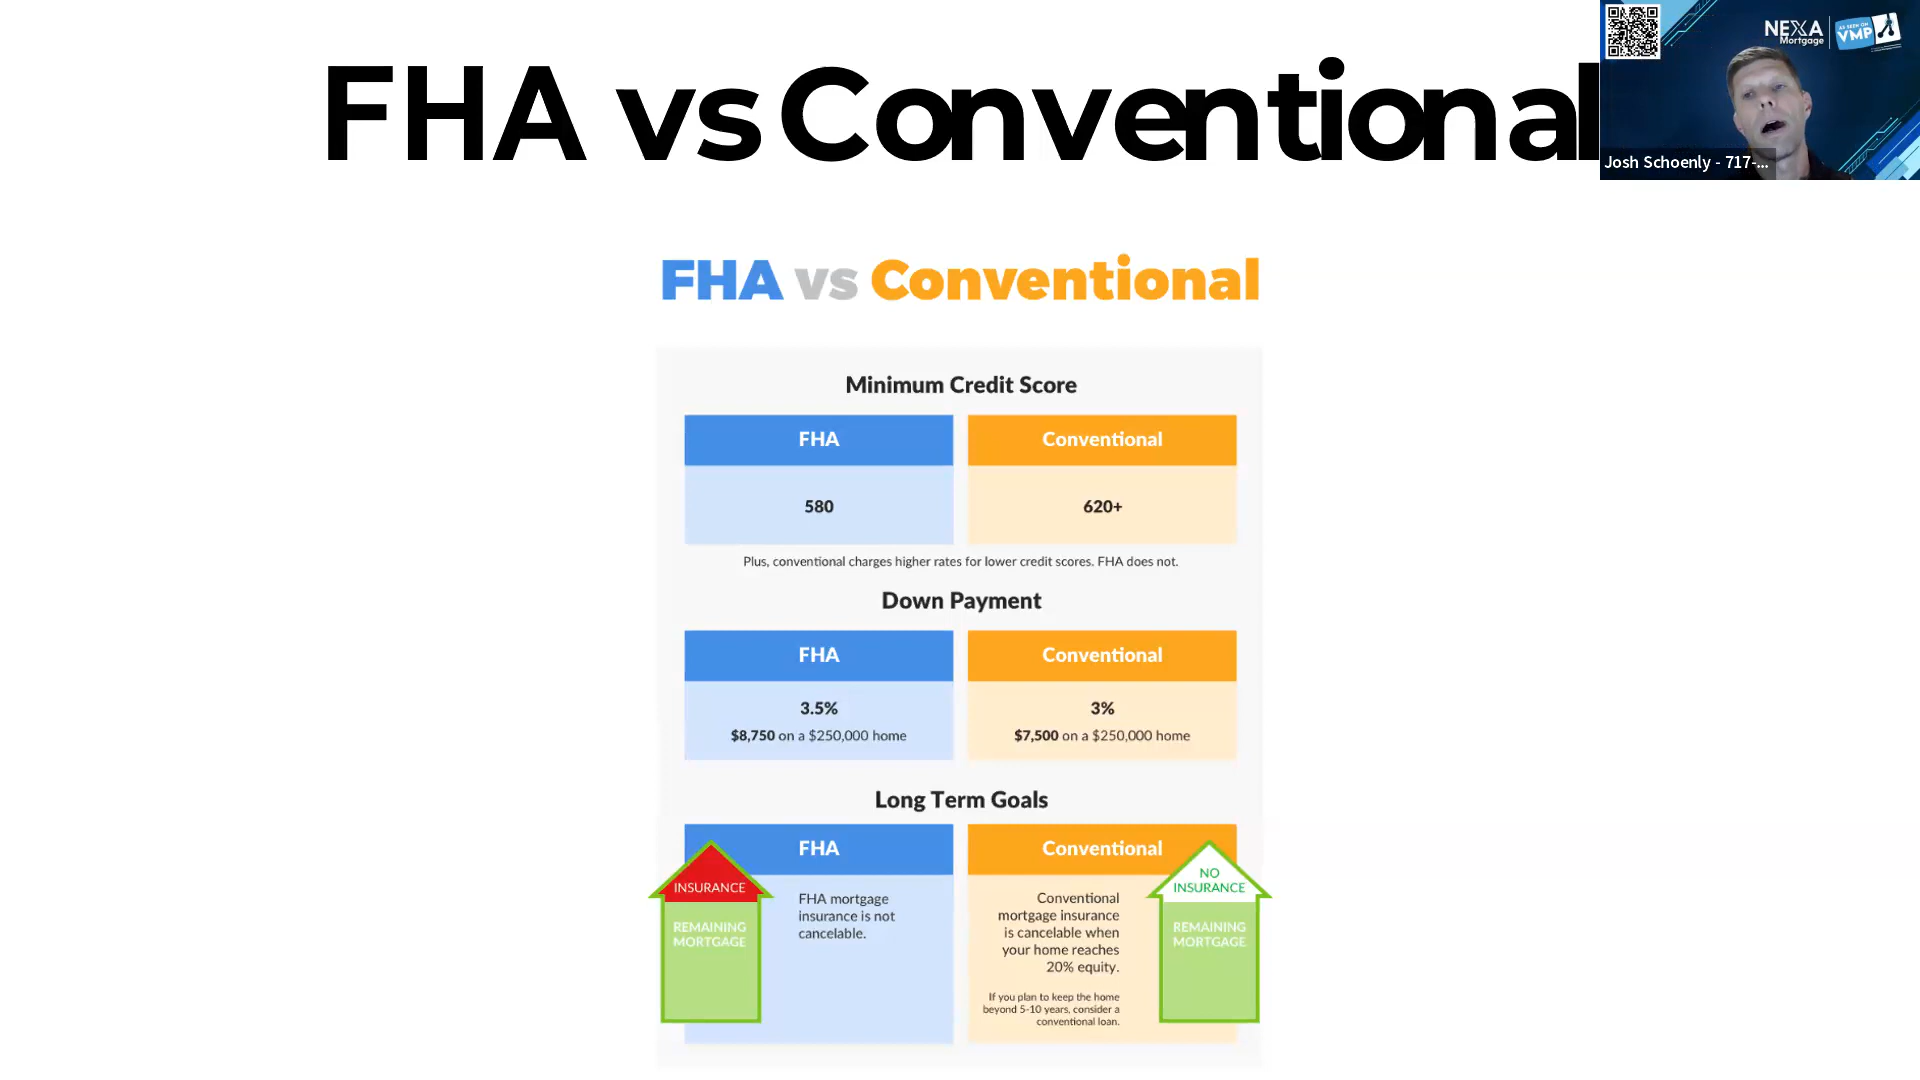 FHA vs Conventional
NEXA
Mortgage
AS SEEN ON
VMP
Josh Schoenly - 717-...
FHA vs Conventional
Minimum Credit Score
FHA
Conventional
580
620+
Plus, conventional charges higher rates for lower credit scores. FHA does not.
Down Payment
FHA
Conventional
3.5%
$8,750 on a $250,000 home
3%
$7,500 on a $250,000 home
Long Term Goals
FHA
Conventional
INSURANCE
REMAINING
MORTGAGE
FHA mortgage
insurance is not
cancelable.
Conventional
mortgage insurance
is cancelable when
your home reaches
20% equity.
If you plan to keep the home
beyond 5-10 years, consider a
conventional loan.
NO
INSURANCE
REMAINING
MORTGAGE